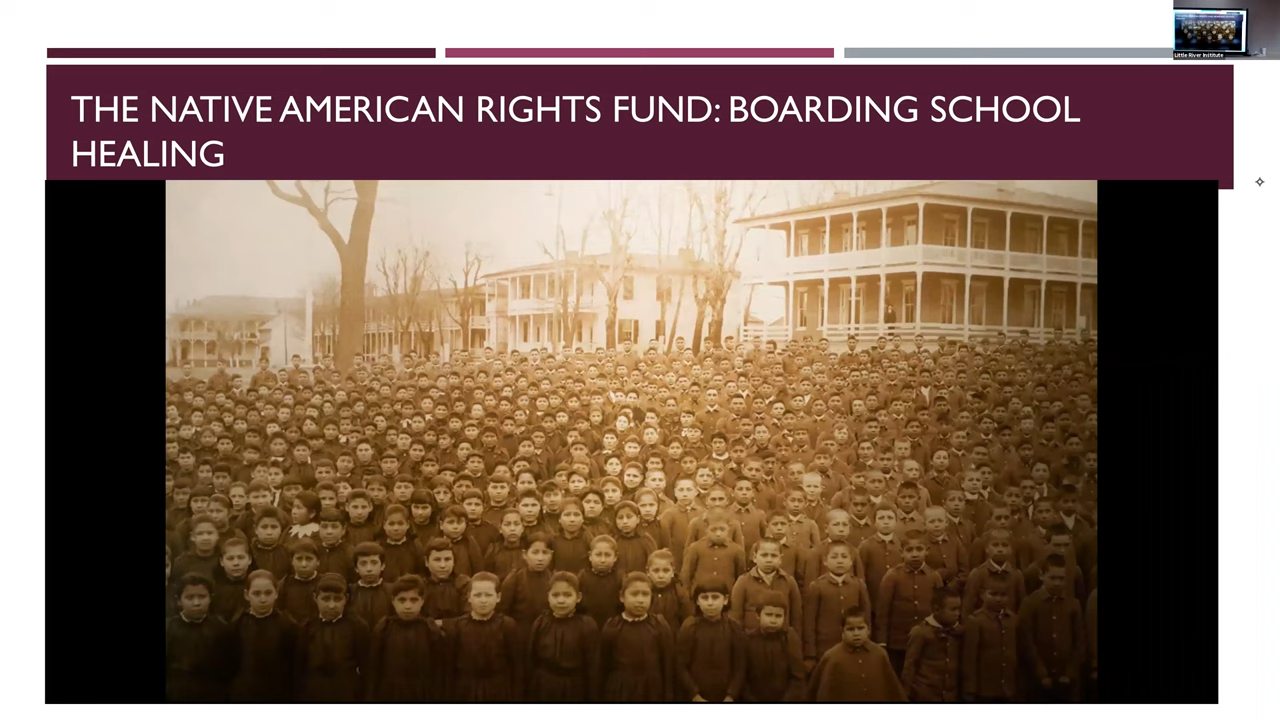 Little River Institute
THE NATIVE AMERICAN RIGHTS FUND: BOARDING SCHOOL
HEALING